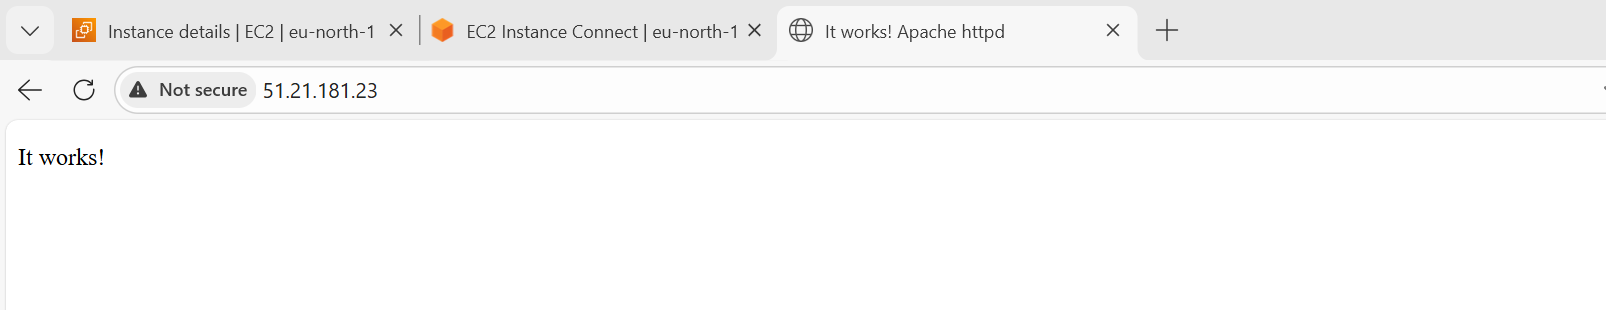 Instance details | EC2 | eu-north-1
EC2 Instance Connect | eu-north-1
It works! Apache httpd
Not secure 51.21.181.23
It works!